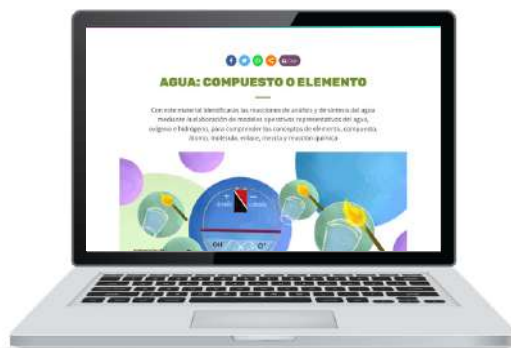 AGUA: COMPUESTO O ELEMENTO
Con este material identificarás las reacciones de análisis y de síntesis del agua
mediante la elaboración de modelos operativos representativos del agua,
oxígeno e hidrógeno, para comprender los conceptos de elemento, compuesto,
átomo, molécula, enlace, mezcla y reacción química
+ −